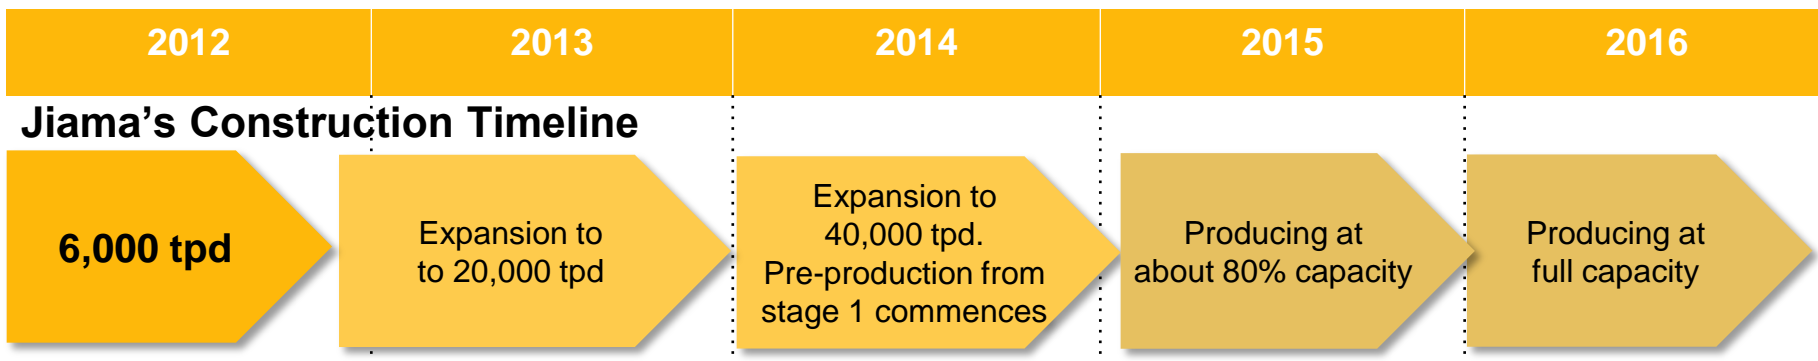 2012
2013
2014
2015
2016
Jiama’s Construction Timeline
6,000 tpd
Expansion to
to 20,000 tpd
Expansion to
40,000 tpd.
Pre-production from
stage 1 commences
Producing at
about 80% capacity
Producing at
full capacity